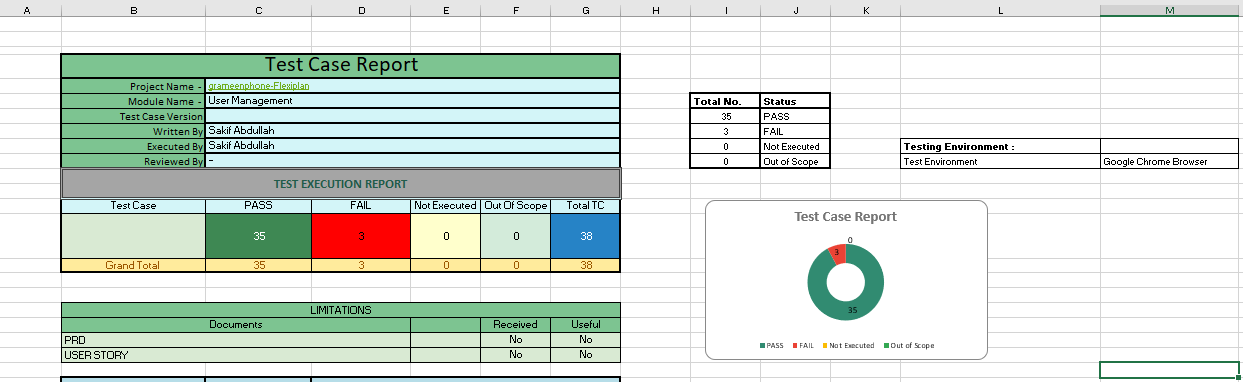 A B C D E F G H I J K L M
Test Case Report
Project Name - grameenphone-Flexiplan
Module Name - User Management
Test Case Version
Written By Sakif Abdullah
Executed By Sakif Abdullah
Reviewed By -
TEST EXECUTION REPORT
Test Case PASS FAIL Not Executed Out Of Scope Total TC
35 3 0 0 38
Grand Total 35 3 0 0 38
LIMITATIONS
Documents Received Useful
PRD No No
USER STORY No No
Total No. Status
35 PASS
3 FAIL
0 Not Executed
0 Out of Scope
Testing Environment :
Test Environment Google Chrome Browser
Test Case Report
0
3
35
PASS FAIL Not Executed Out of Scope